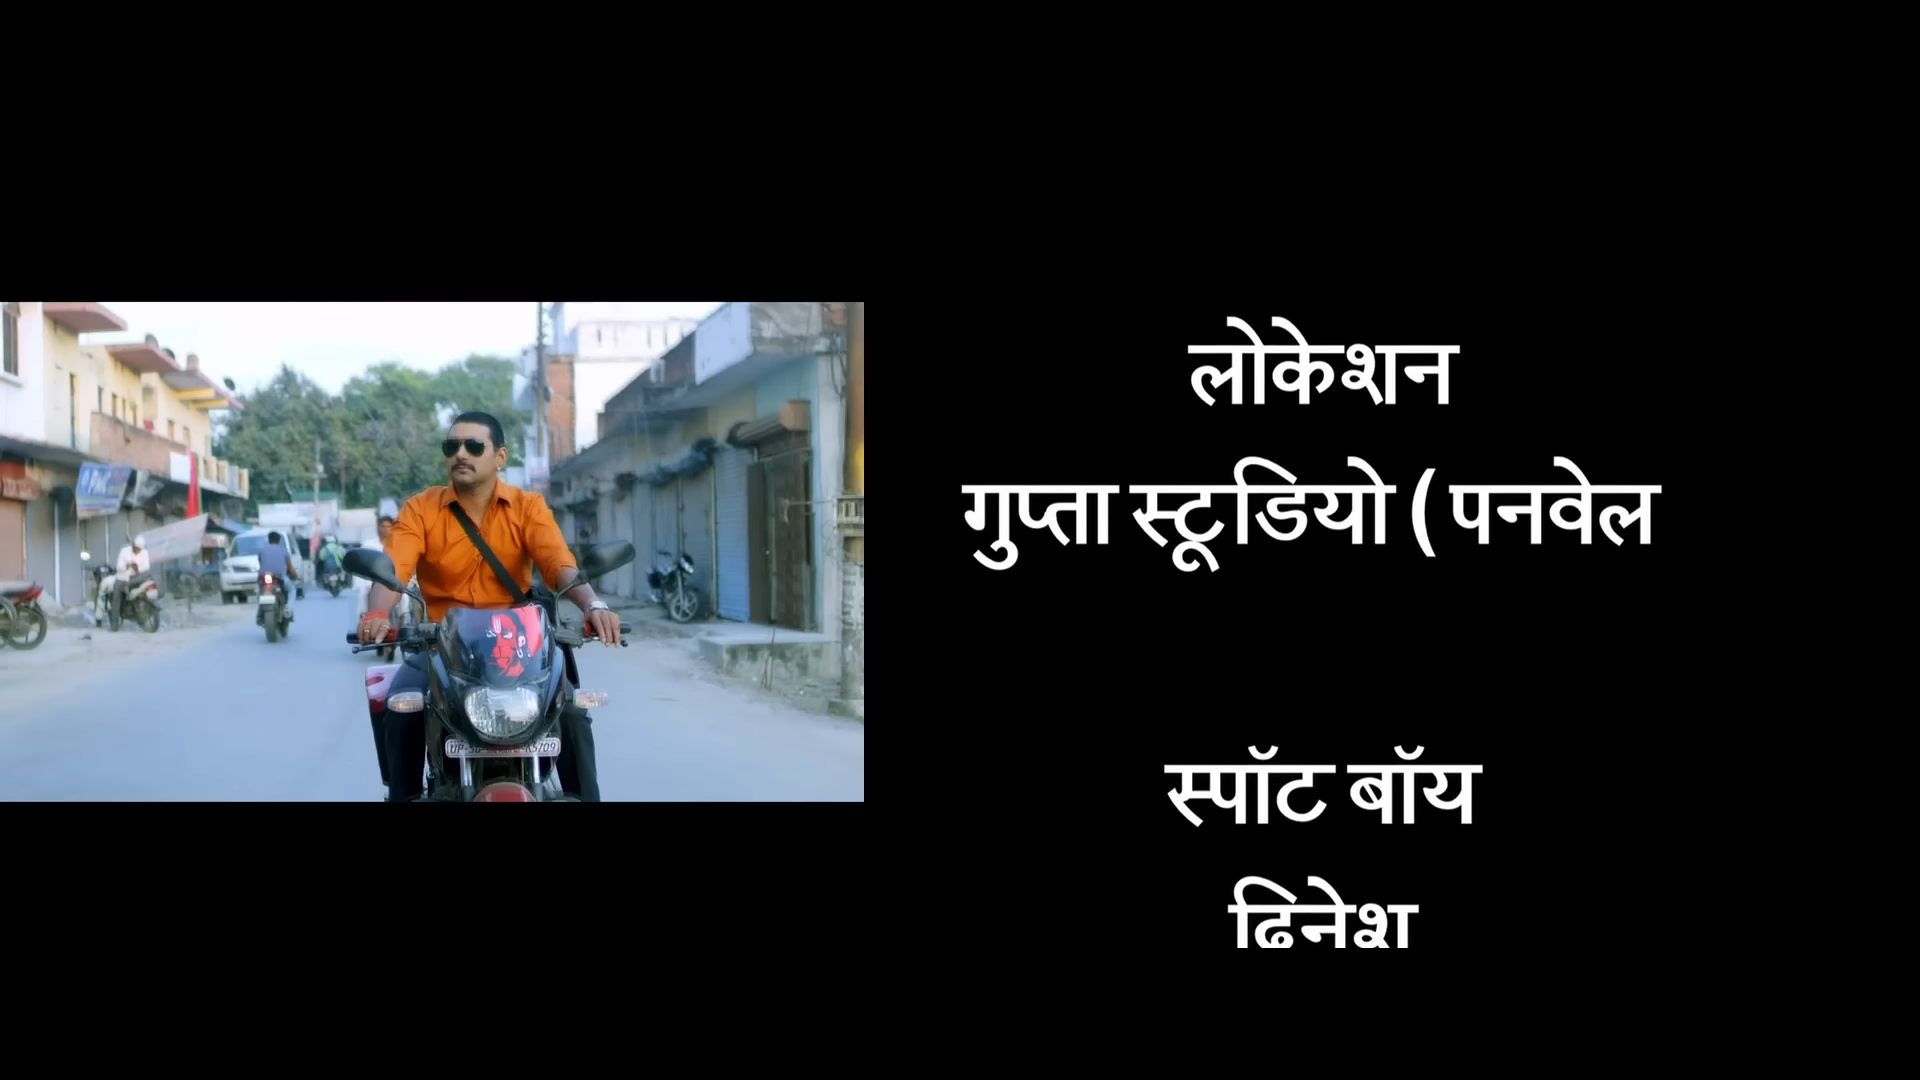 लोकेशन
गुप्ता स्टूडियो ( पनवेल
स्पॉट बॉय
दिनेश